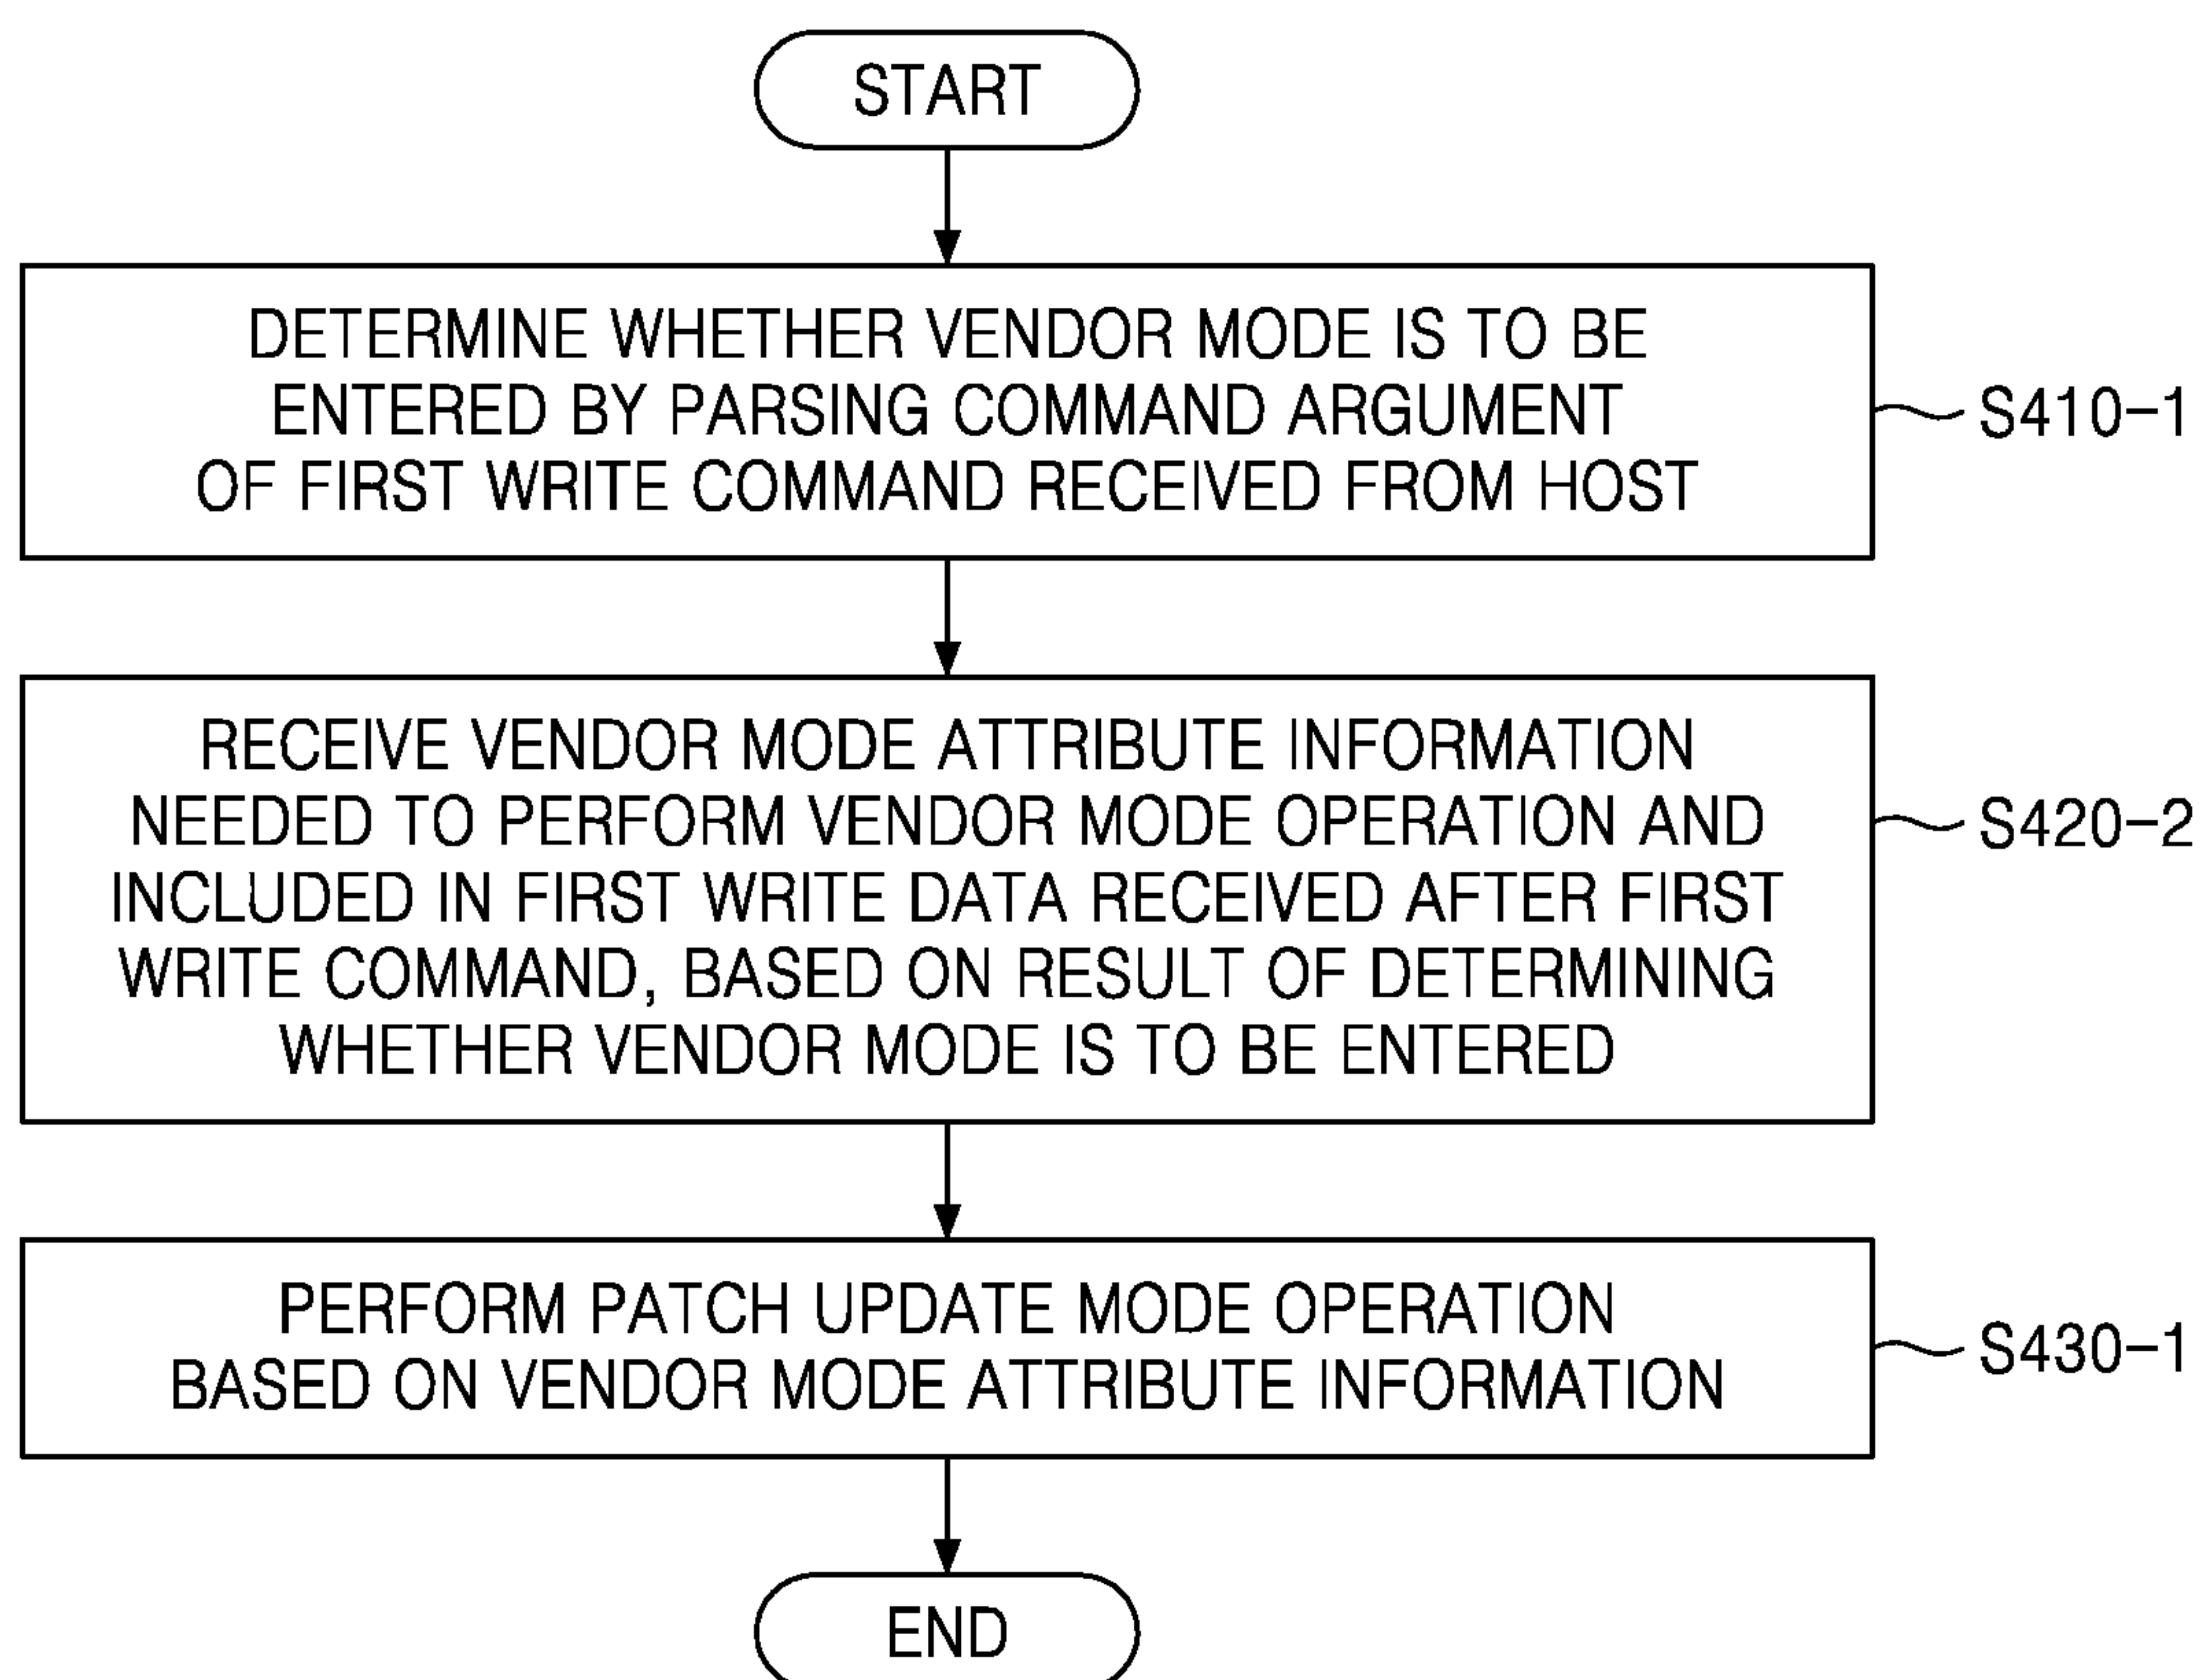 START
DETERMINE WHETHER VENDOR MODE IS TO BE
ENTERED BY PARSING COMMAND ARGUMENT
OF FIRST WRITE COMMAND RECEIVED FROM HOST
S410-1
RECEIVE VENDOR MODE ATTRIBUTE INFORMATION
NEEDED TO PERFORM VENDOR MODE OPERATION AND
INCLUDED IN FIRST WRITE DATA RECEIVED AFTER FIRST
WRITE COMMAND, BASED ON RESULT OF DETERMINING
WHETHER VENDOR MODE IS TO BE ENTERED
S420-2
PERFORM PATCH UPDATE MODE OPERATION
BASED ON VENDOR MODE ATTRIBUTE INFORMATION
S430-1
END